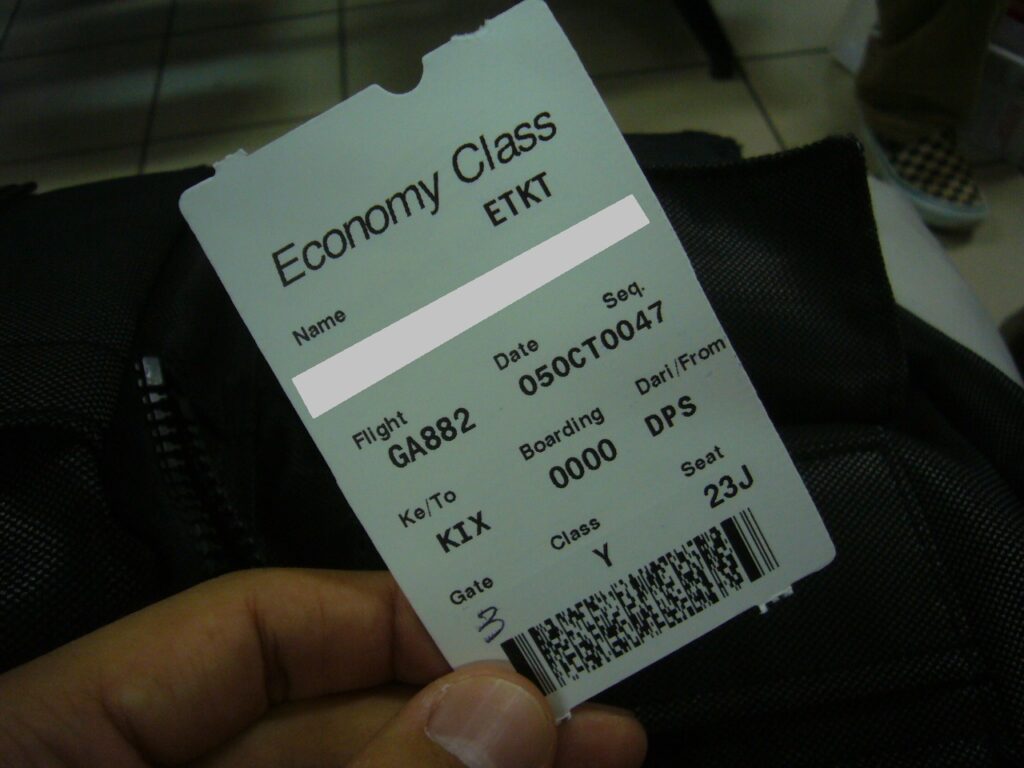 Economy Class
ETKT
Name
Flight Date Seq.
GA882 05OCT0047
Ke/To Boarding Dari/From
KIX 0000 DPS
Gate Class Seat
3 Y 23J